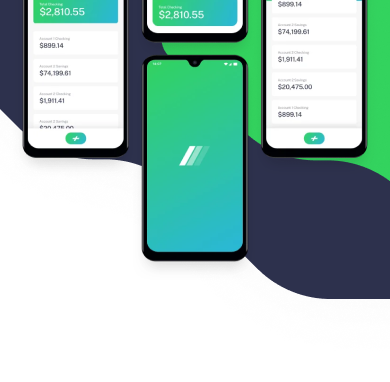 Total Checking
$2,810.55
Account 1 Checking
$899.14
Account 2 Savings
$74,199.61
Account 3 Checking
$1,911.41
Account 2 Savings
$20,475.00
Total Checking
$2,810.55
$899.14
Account 2 Savings
$74,199.61
Account 3 Checking
$1,911.41
Account 2 Savings
$20,475.00
Account 1 Checking
$899.14